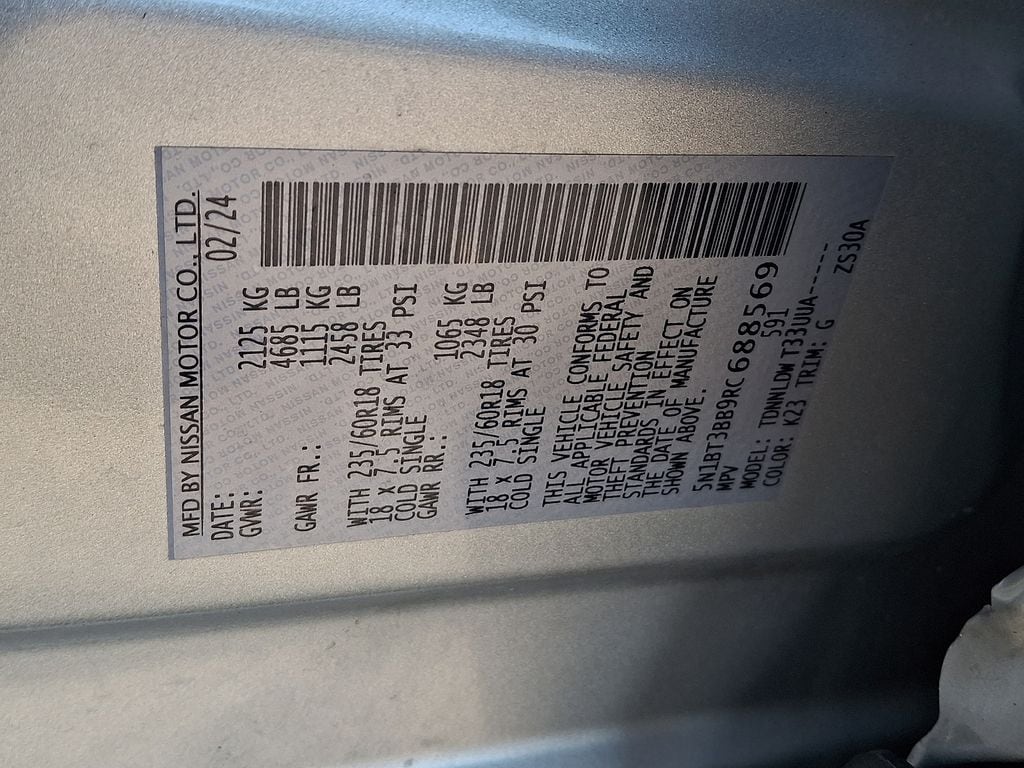 MFD BY NISSAN MOTOR CO., LTD.
DATE: 02/24
GVWR: 2125 KG
4685 LB
GAWR FR.: 1115 KG
2458 LB
WITH 235/60R18 TIRES
18 X 7.5 RIMS AT 33 PSI
COLD SINGLE
GAWR RR.: 1065 KG
2348 LB
WITH 235/60R18 TIRES
18 X 7.5 RIMS AT 30 PSI
COLD SINGLE
THIS VEHICLE CONFORMS TO
ALL APPLICABLE FEDERAL
MOTOR VEHICLE SAFETY AND
THEFT PREVENTION
STANDARDS IN EFFECT ON
THE DATE OF MANUFACTURE
SHOWN ABOVE.
5N1BT3BB9RC688569
MPV 591
MODEL: TDNNLDWT33UUA-----
COLOR: K23 TRIM: G ZS30A